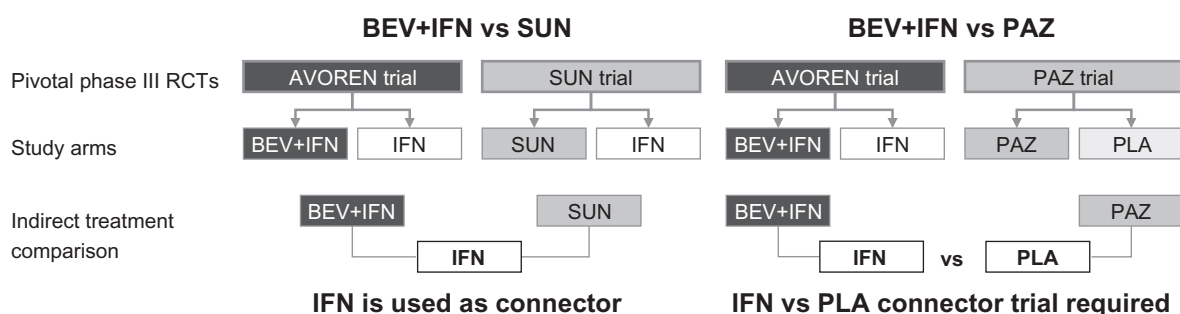 BEV+IFN vs SUN BEV+IFN vs PAZ
Pivotal phase III RCTs AVOREN trial SUN trial AVOREN trial PAZ trial
Study arms BEV+IFN IFN SUN IFN BEV+IFN IFN PAZ PLA
Indirect treatment
comparison
BEV+IFN SUN BEV+IFN PAZ
IFN IFN vs PLA
IFN is used as connector IFN vs PLA connector trial required